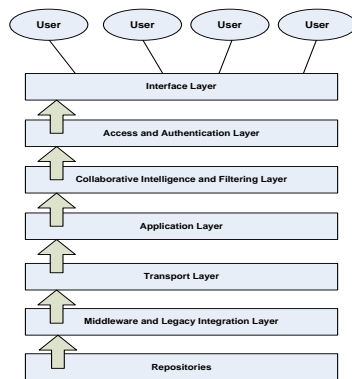 User User User User
Interface Layer
Access and Authentication Layer
Collaborative Intelligence and Filtering Layer
Application Layer
Transport Layer
Middleware and Legacy Integration Layer
Repositories